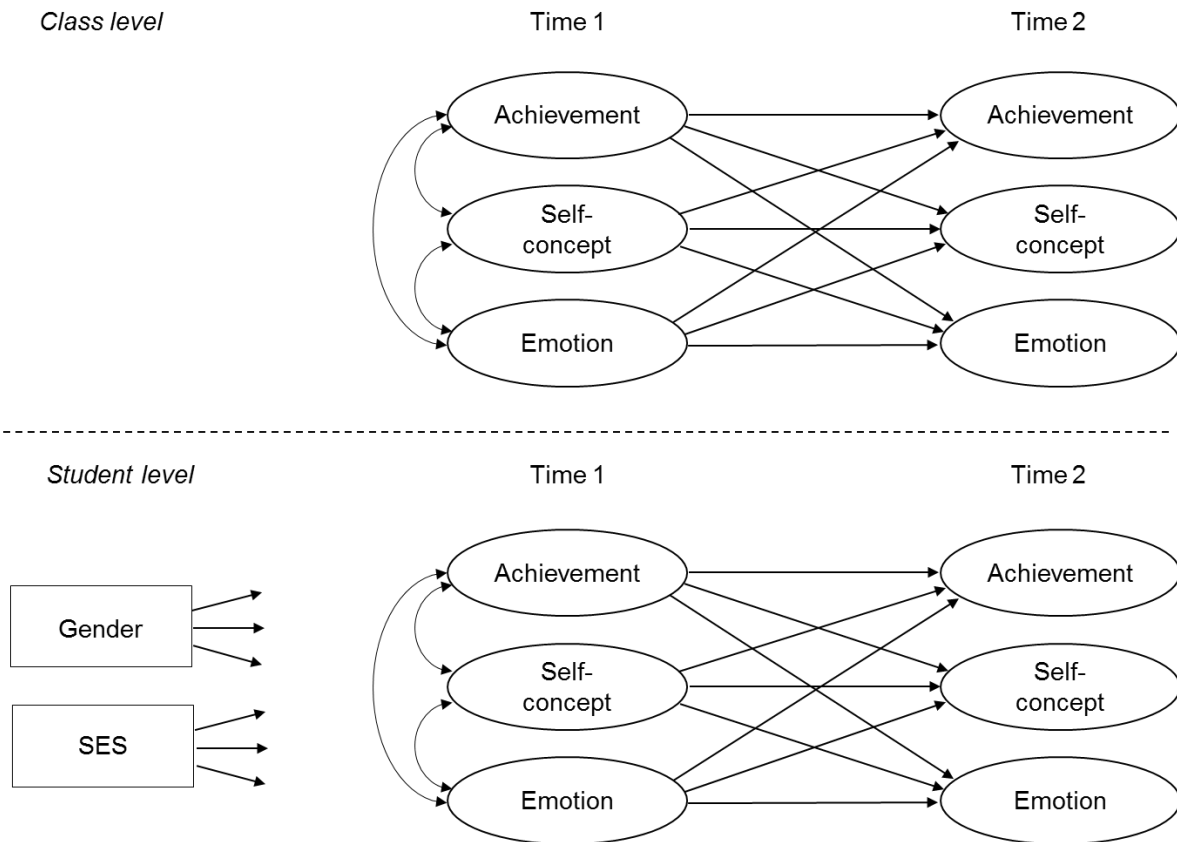 Class level
Time 1
Time 2
Achievement
Achievement
Self-
concept
Self-
concept
Emotion
Emotion
Student level
Time 1
Time 2
Achievement
Achievement
Gender
Self-
concept
Self-
concept
SES
Emotion
Emotion